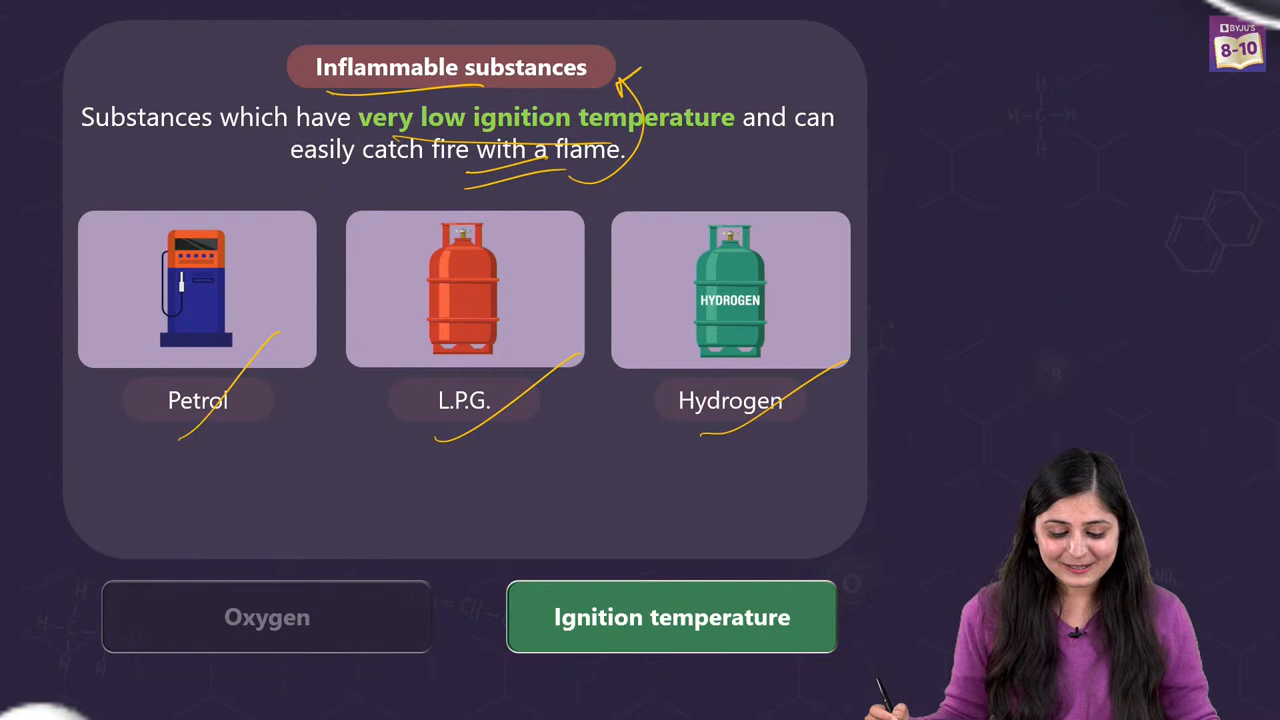 BYJU'S
8-10
Inflammable substances
Substances which have very low ignition temperature and can
easily catch fire with a flame.
HYDROGEN
Petrol
L.P.G.
Hydrogen
Oxygen
Ignition temperature